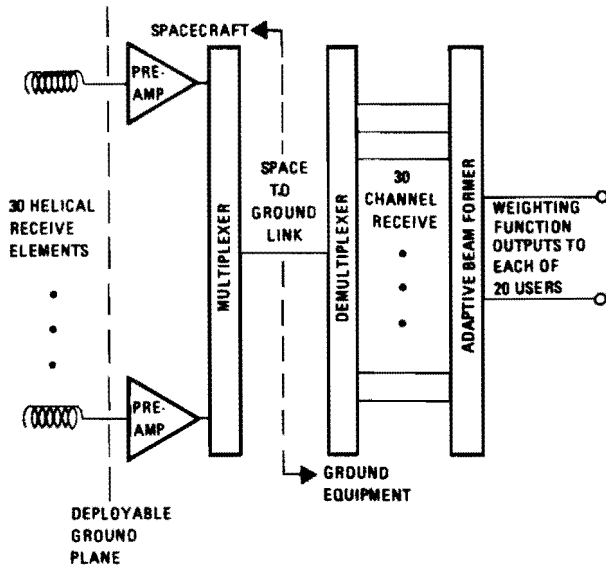 SPACECRAFT
PRE-
AMP
30 HELICAL
RECEIVE
ELEMENTS
MULTIPLEXER
SPACE
TO
GROUND
LINK
DEMULTIPLEXER
30
CHANNEL
RECEIVE
ADAPTIVE BEAM FORMER
WEIGHTING
FUNCTION
OUTPUTS TO
EACH OF
20 USERS
PRE-
AMP
GROUND
EQUIPMENT
DEPLOYABLE
GROUND
PLANE